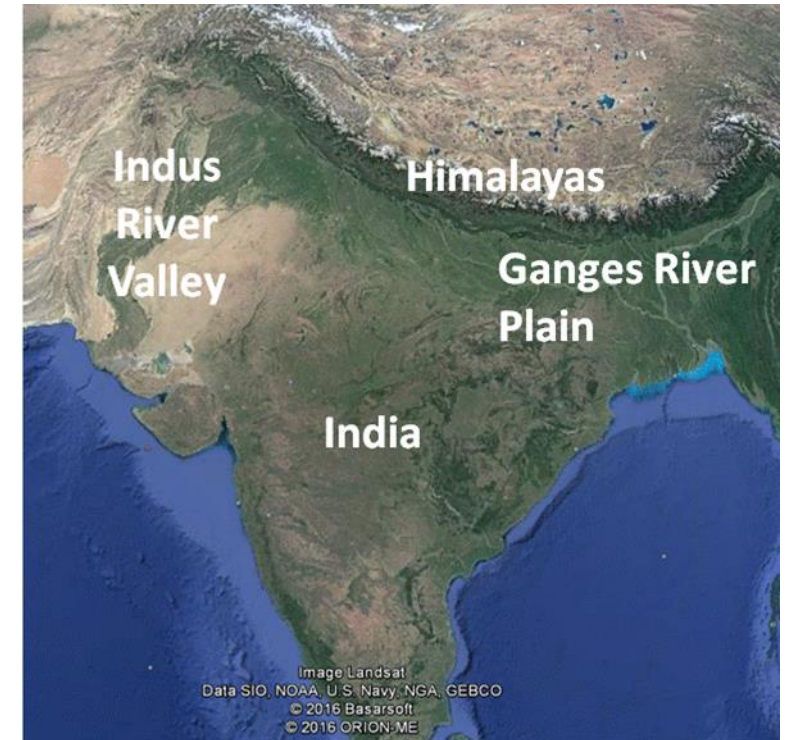 Indus
River
Valley
Himalayas
Ganges River
Plain
India
Image Landsat
Data SIO, NOAA, U.S. Navy, NGA, GEBCO
© 2016 Basarsoft
© 2016 ORION-ME